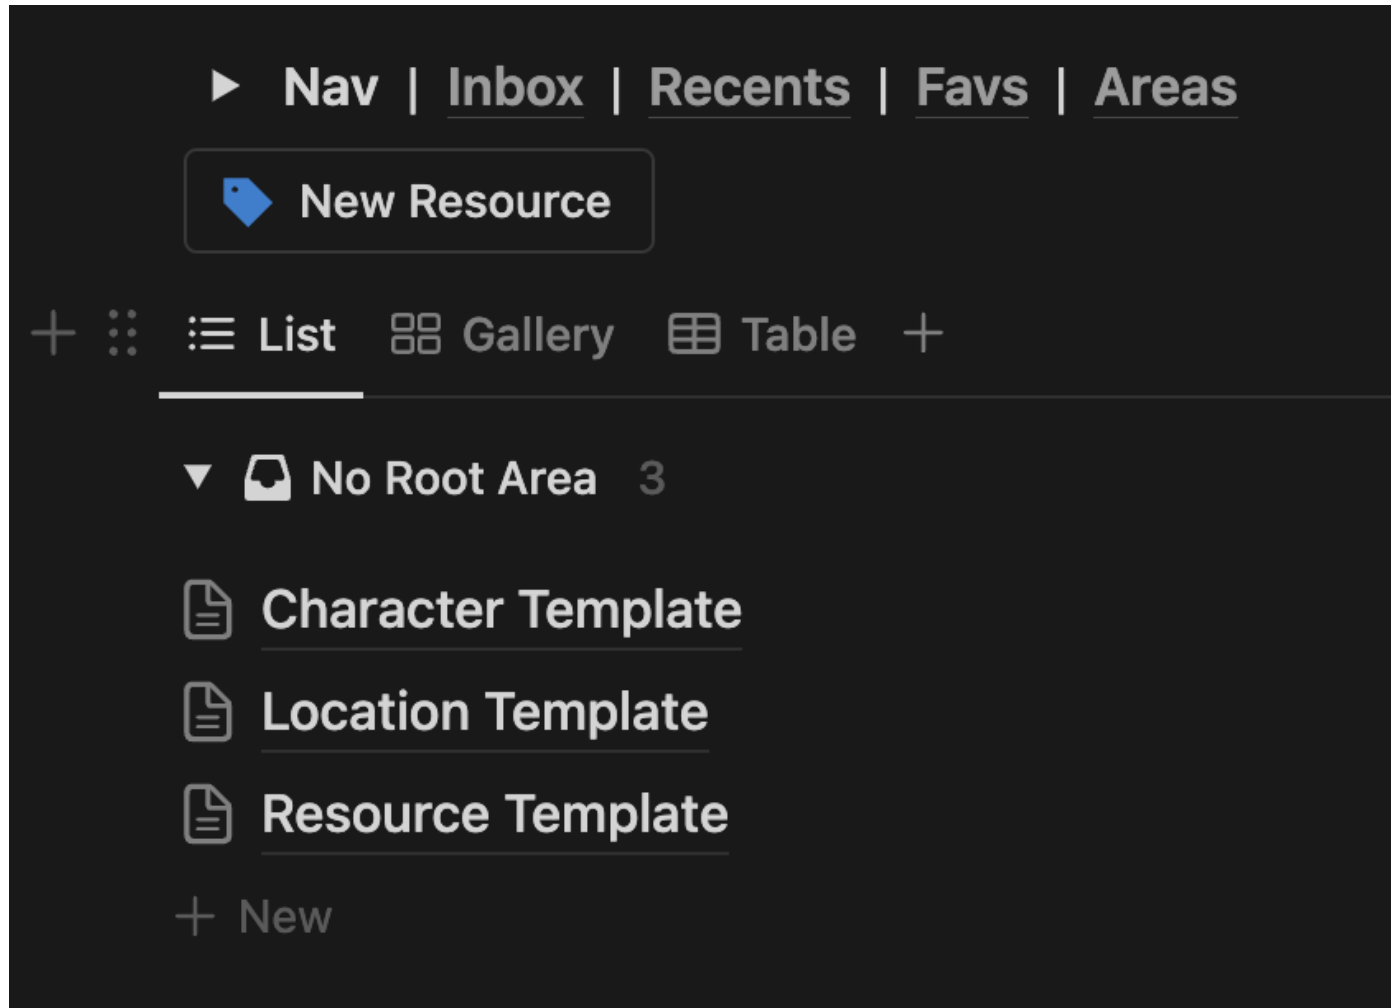 Nav | Inbox | Recents | Favs | Areas
New Resource
List Gallery Table
No Root Area 3
Character Template
Location Template
Resource Template
New